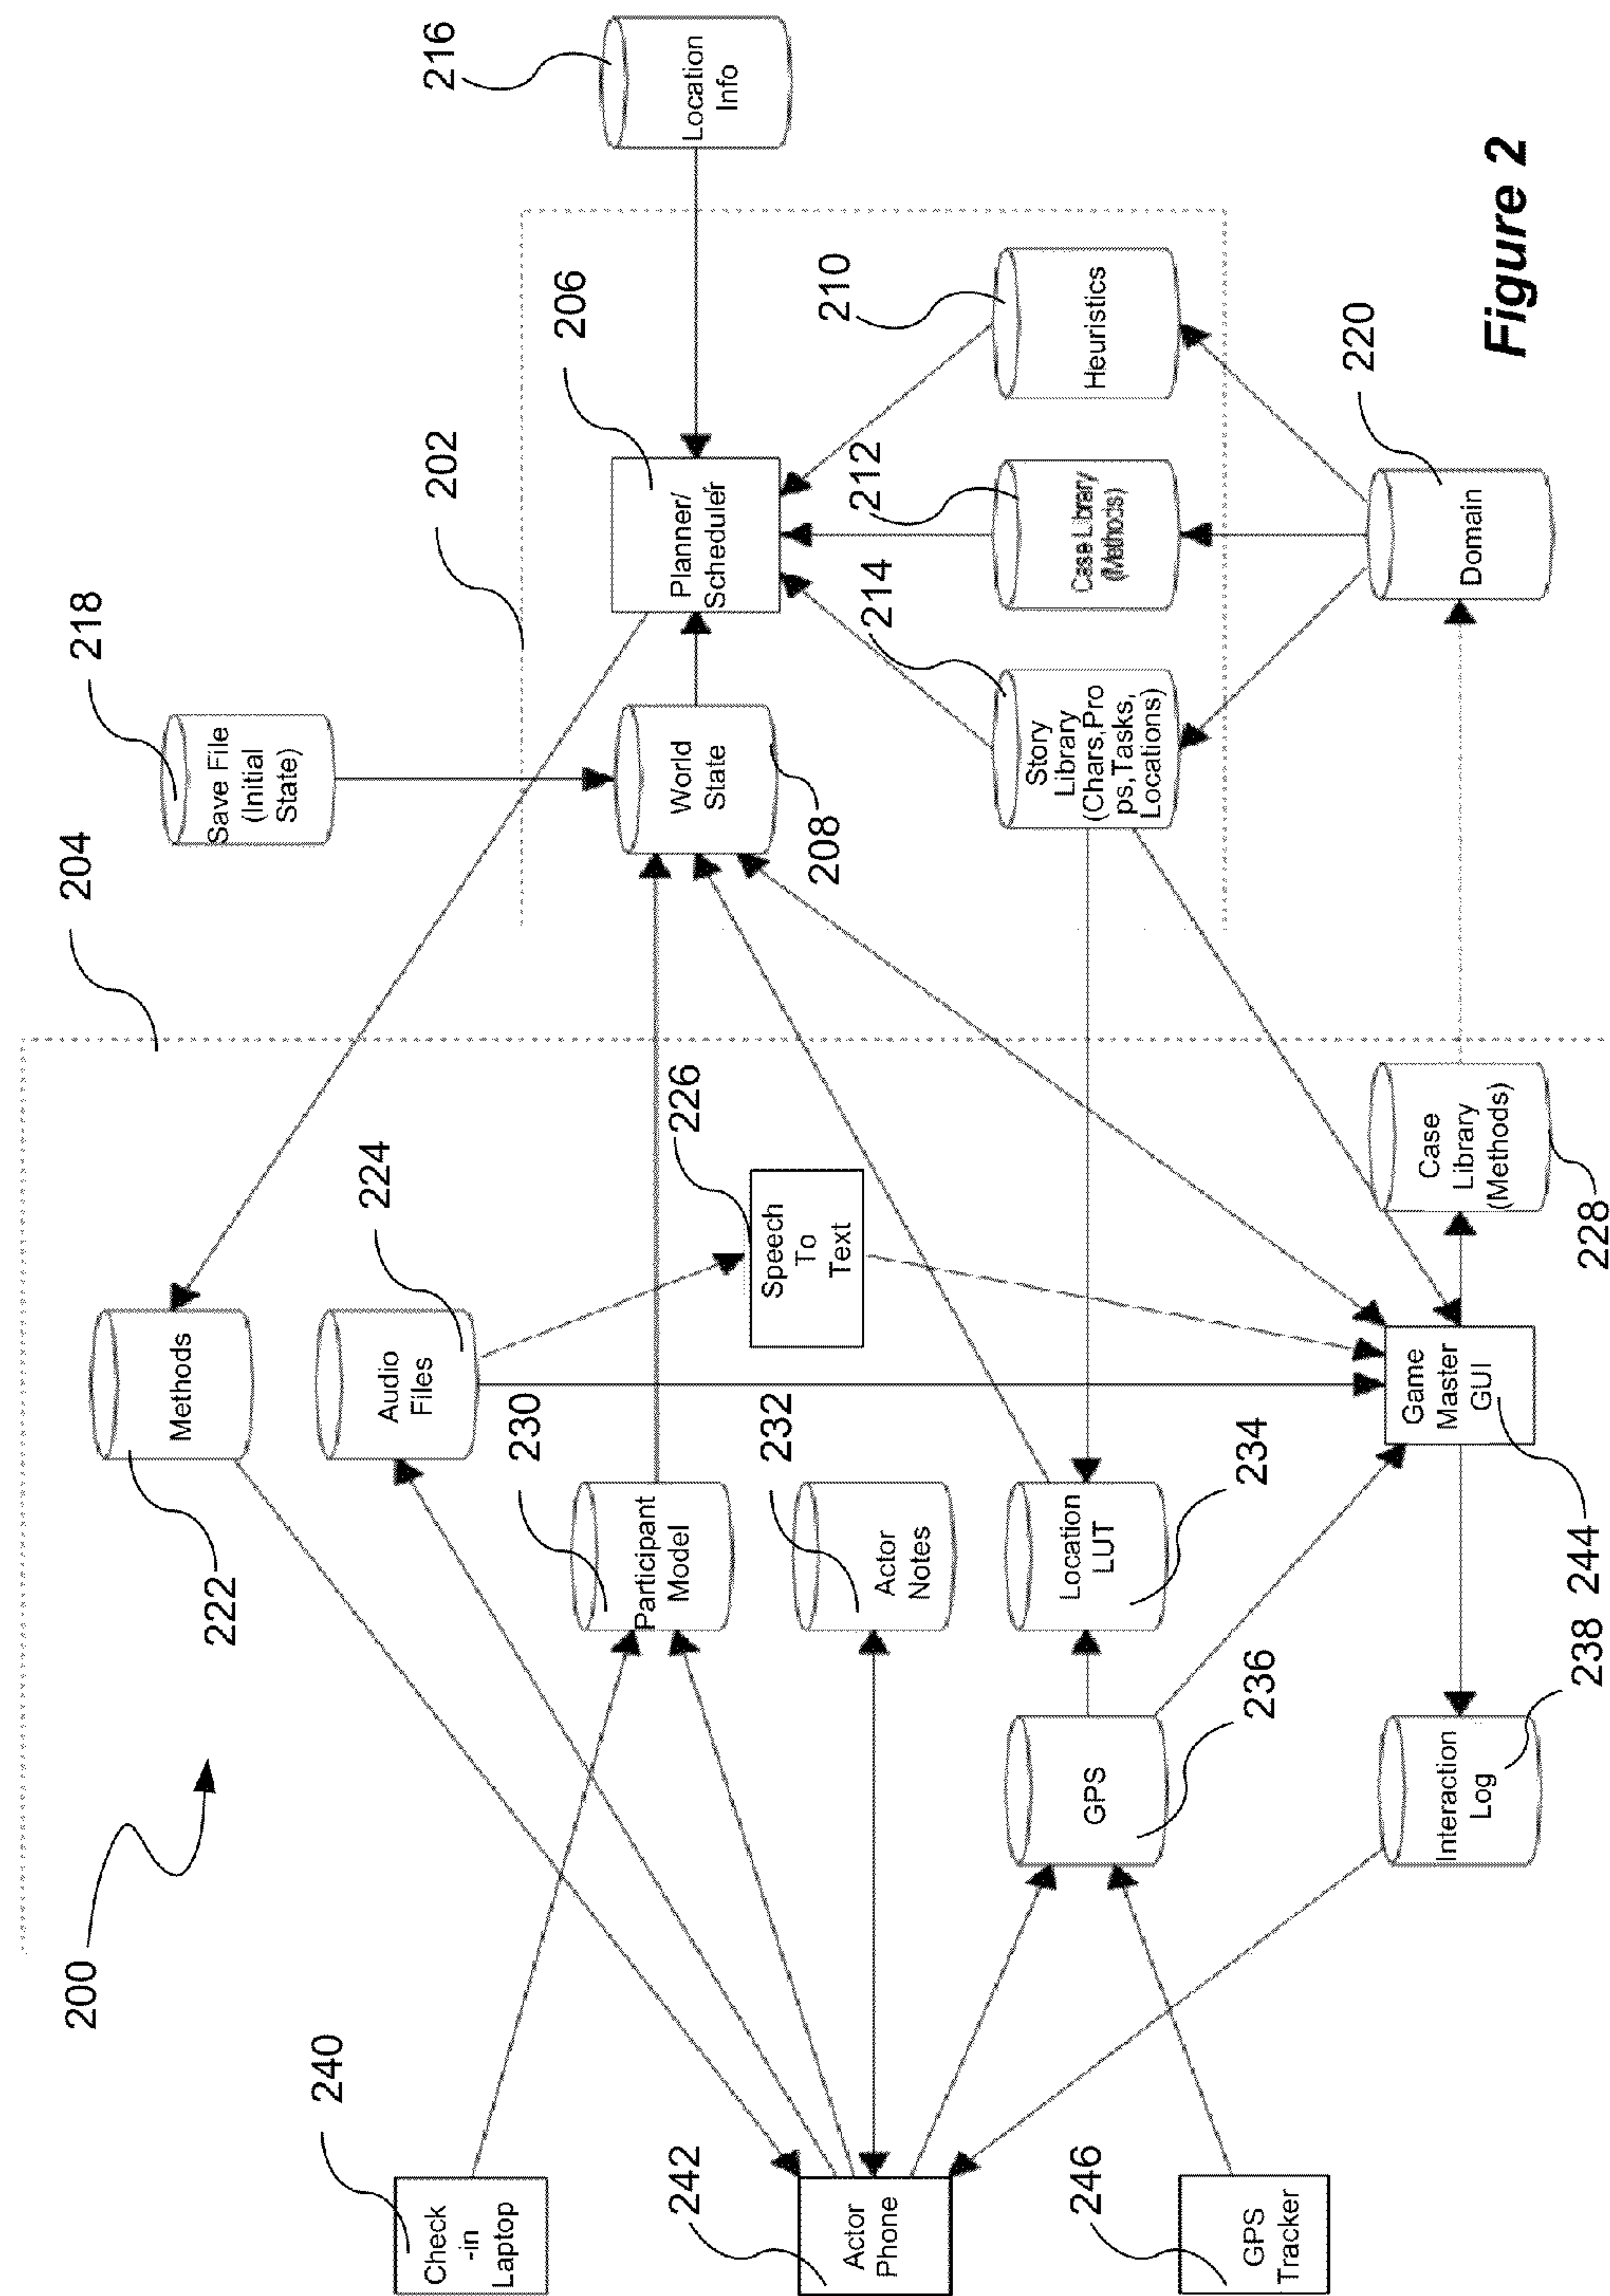 200
240
Check
-in
Laptop
242
Actor
Phone
246
GPS
Tracker
222
Methods
224
Audio
Files
230
Participant
Model
226
Speech
To
Text
232
Actor
Notes
234
Location
LUT
236
GPS
238
Interaction
Log
244
Game
Master
GUI
228
Case
Library
(Methods)
204
218
Save File
(Initial
State)
202
208
World
State
206
Planner/
Scheduler
216
Location
Info
214
Story
Library
(Chars,Pro
ps,Tasks,
Locations)
212
Case Library
(Methods)
210
Heuristics
220
Domain
Figure 2